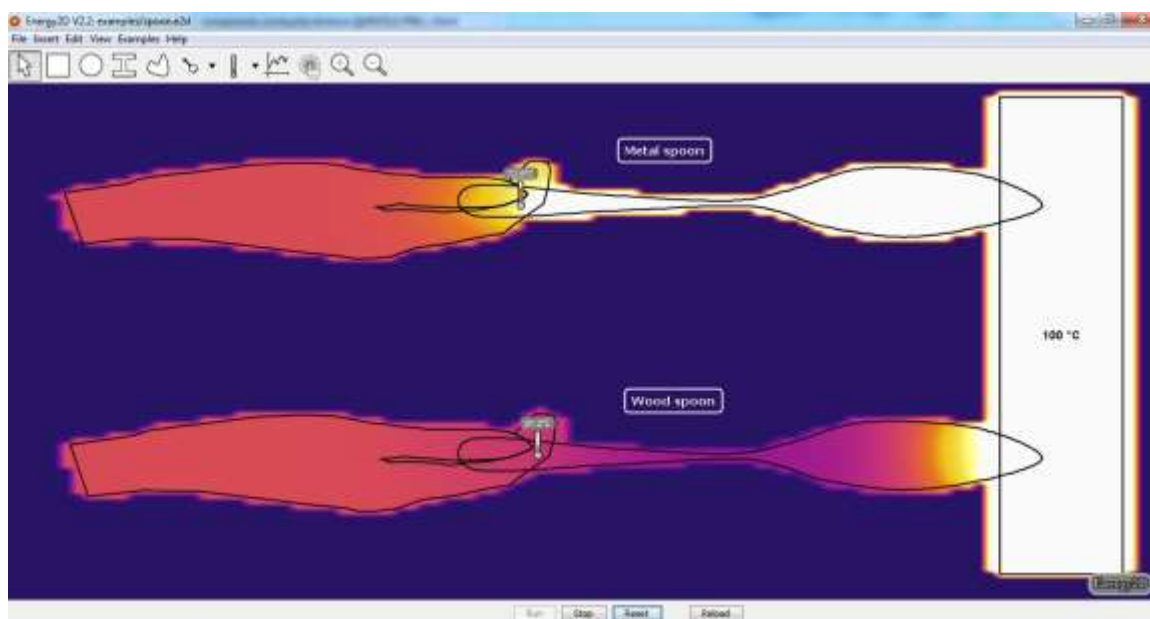 Energy2D V2.2: examples/spoon.e2d
File Insert Edit View Examples Help
Metal spoon
100 °C
Wood spoon
Run Stop Reset Reload